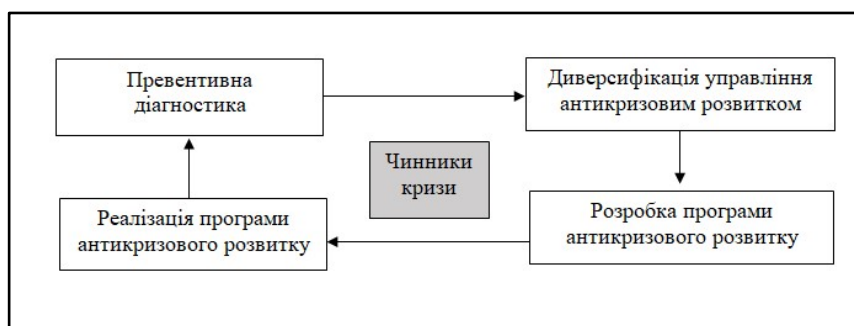 Превентивна
діагностика
Диверсифікація управління
антикризовим розвитком
Чинники
кризи
Реалізація програми
антикризового розвитку
Розробка програми
антикризового розвитку